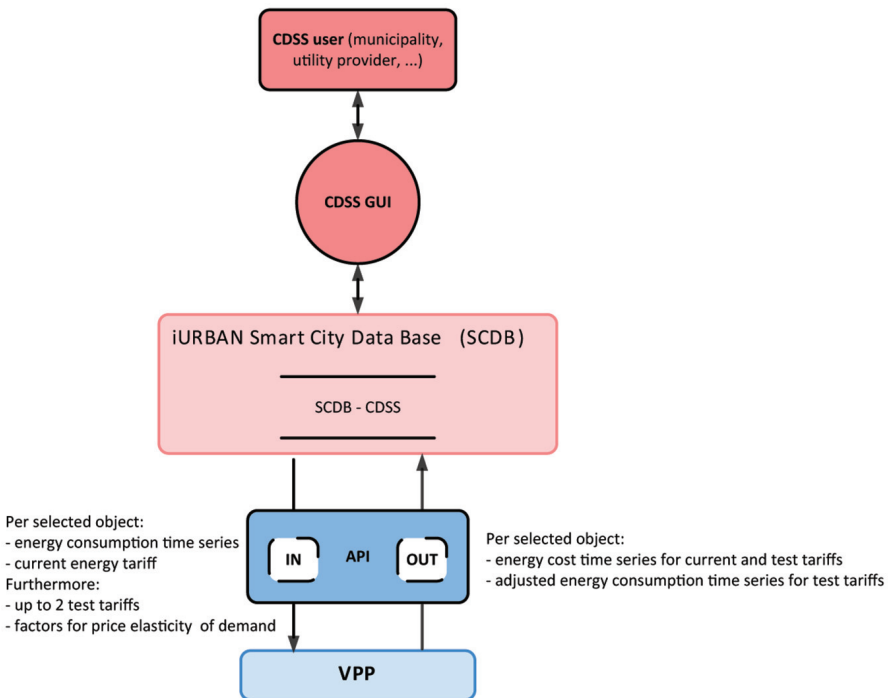 CDSS user (municipality,
utility provider, ...)
CDSS GUI
iURBAN Smart City Data Base (SCDB)
SCDB - CDSS
Per selected object:
- energy consumption time series
- current energy tariff
Furthermore:
- up to 2 test tariffs
- factors for price elasticity of demand
IN
API
OUT
Per selected object:
- energy cost time series for current and test tariffs
- adjusted energy consumption time series for test tariffs
VPP